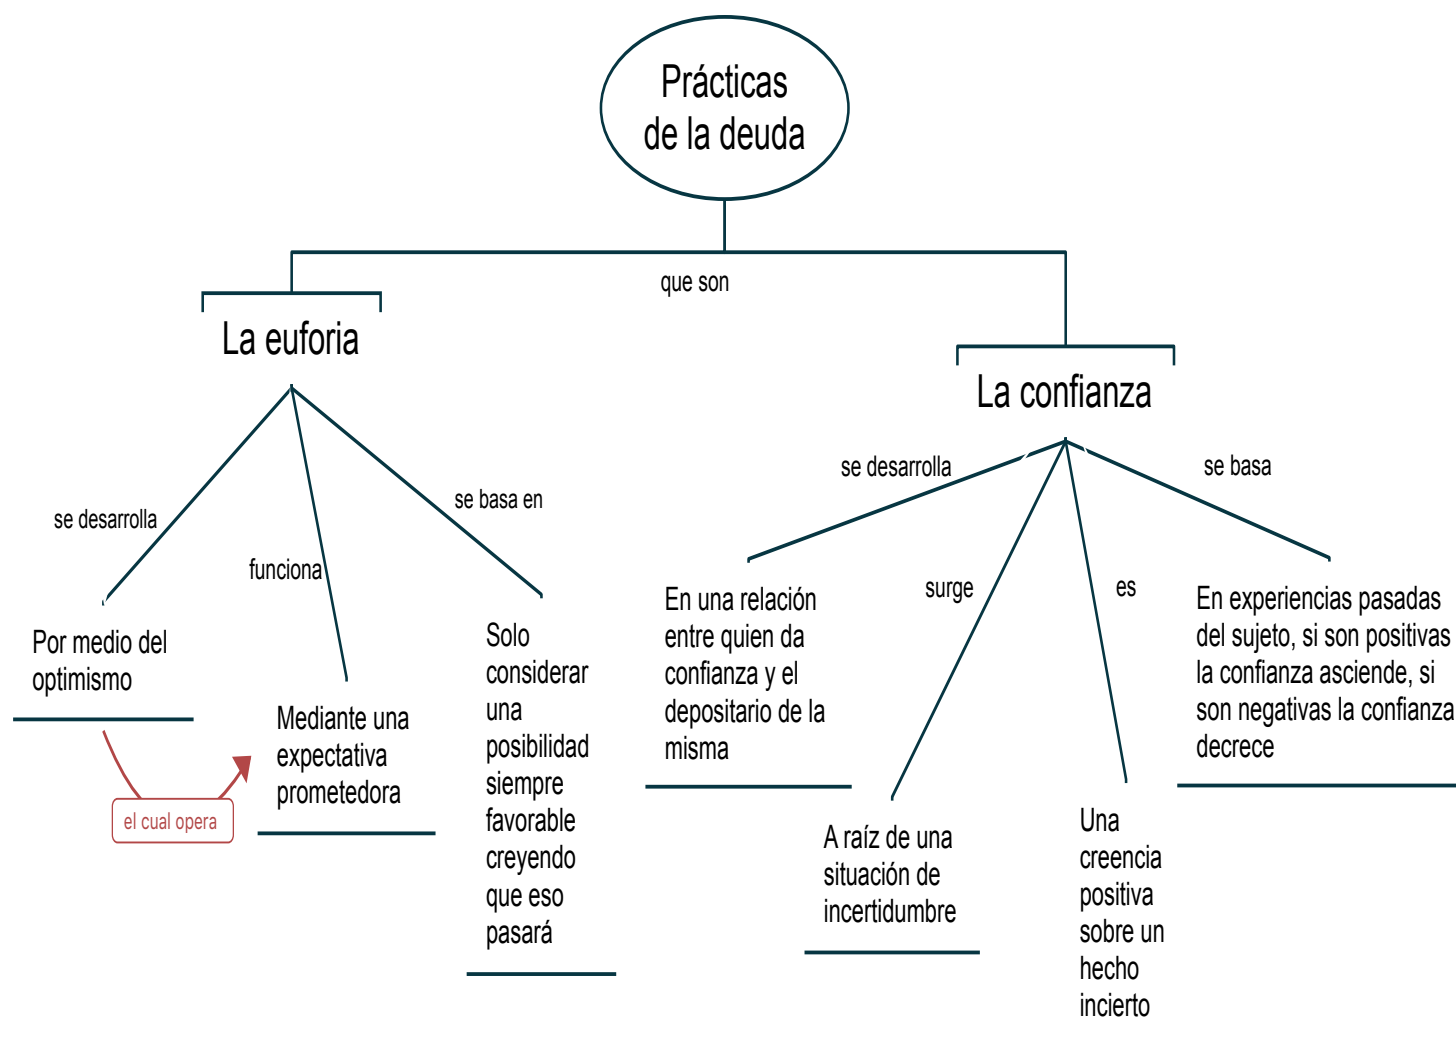 Prácticas
de la deuda
que son
La euforia
se desarrolla
funciona
se basa en
Por medio del
optimismo
el cual opera
Mediante una
expectativa
prometedora
Solo
considerar
una
posibilidad
siempre
favorable
creyendo
que eso
pasará
La confianza
se desarrolla
surge
es
se basa
En una relación
entre quien da
confianza y el
depositario de la
misma
A raíz de una
situación de
incertidumbre
Una
creencia
positiva
sobre un
hecho
incierto
En experiencias pasadas
del sujeto, si son positivas
la confianza asciende, si
son negativas la confianza
decrece